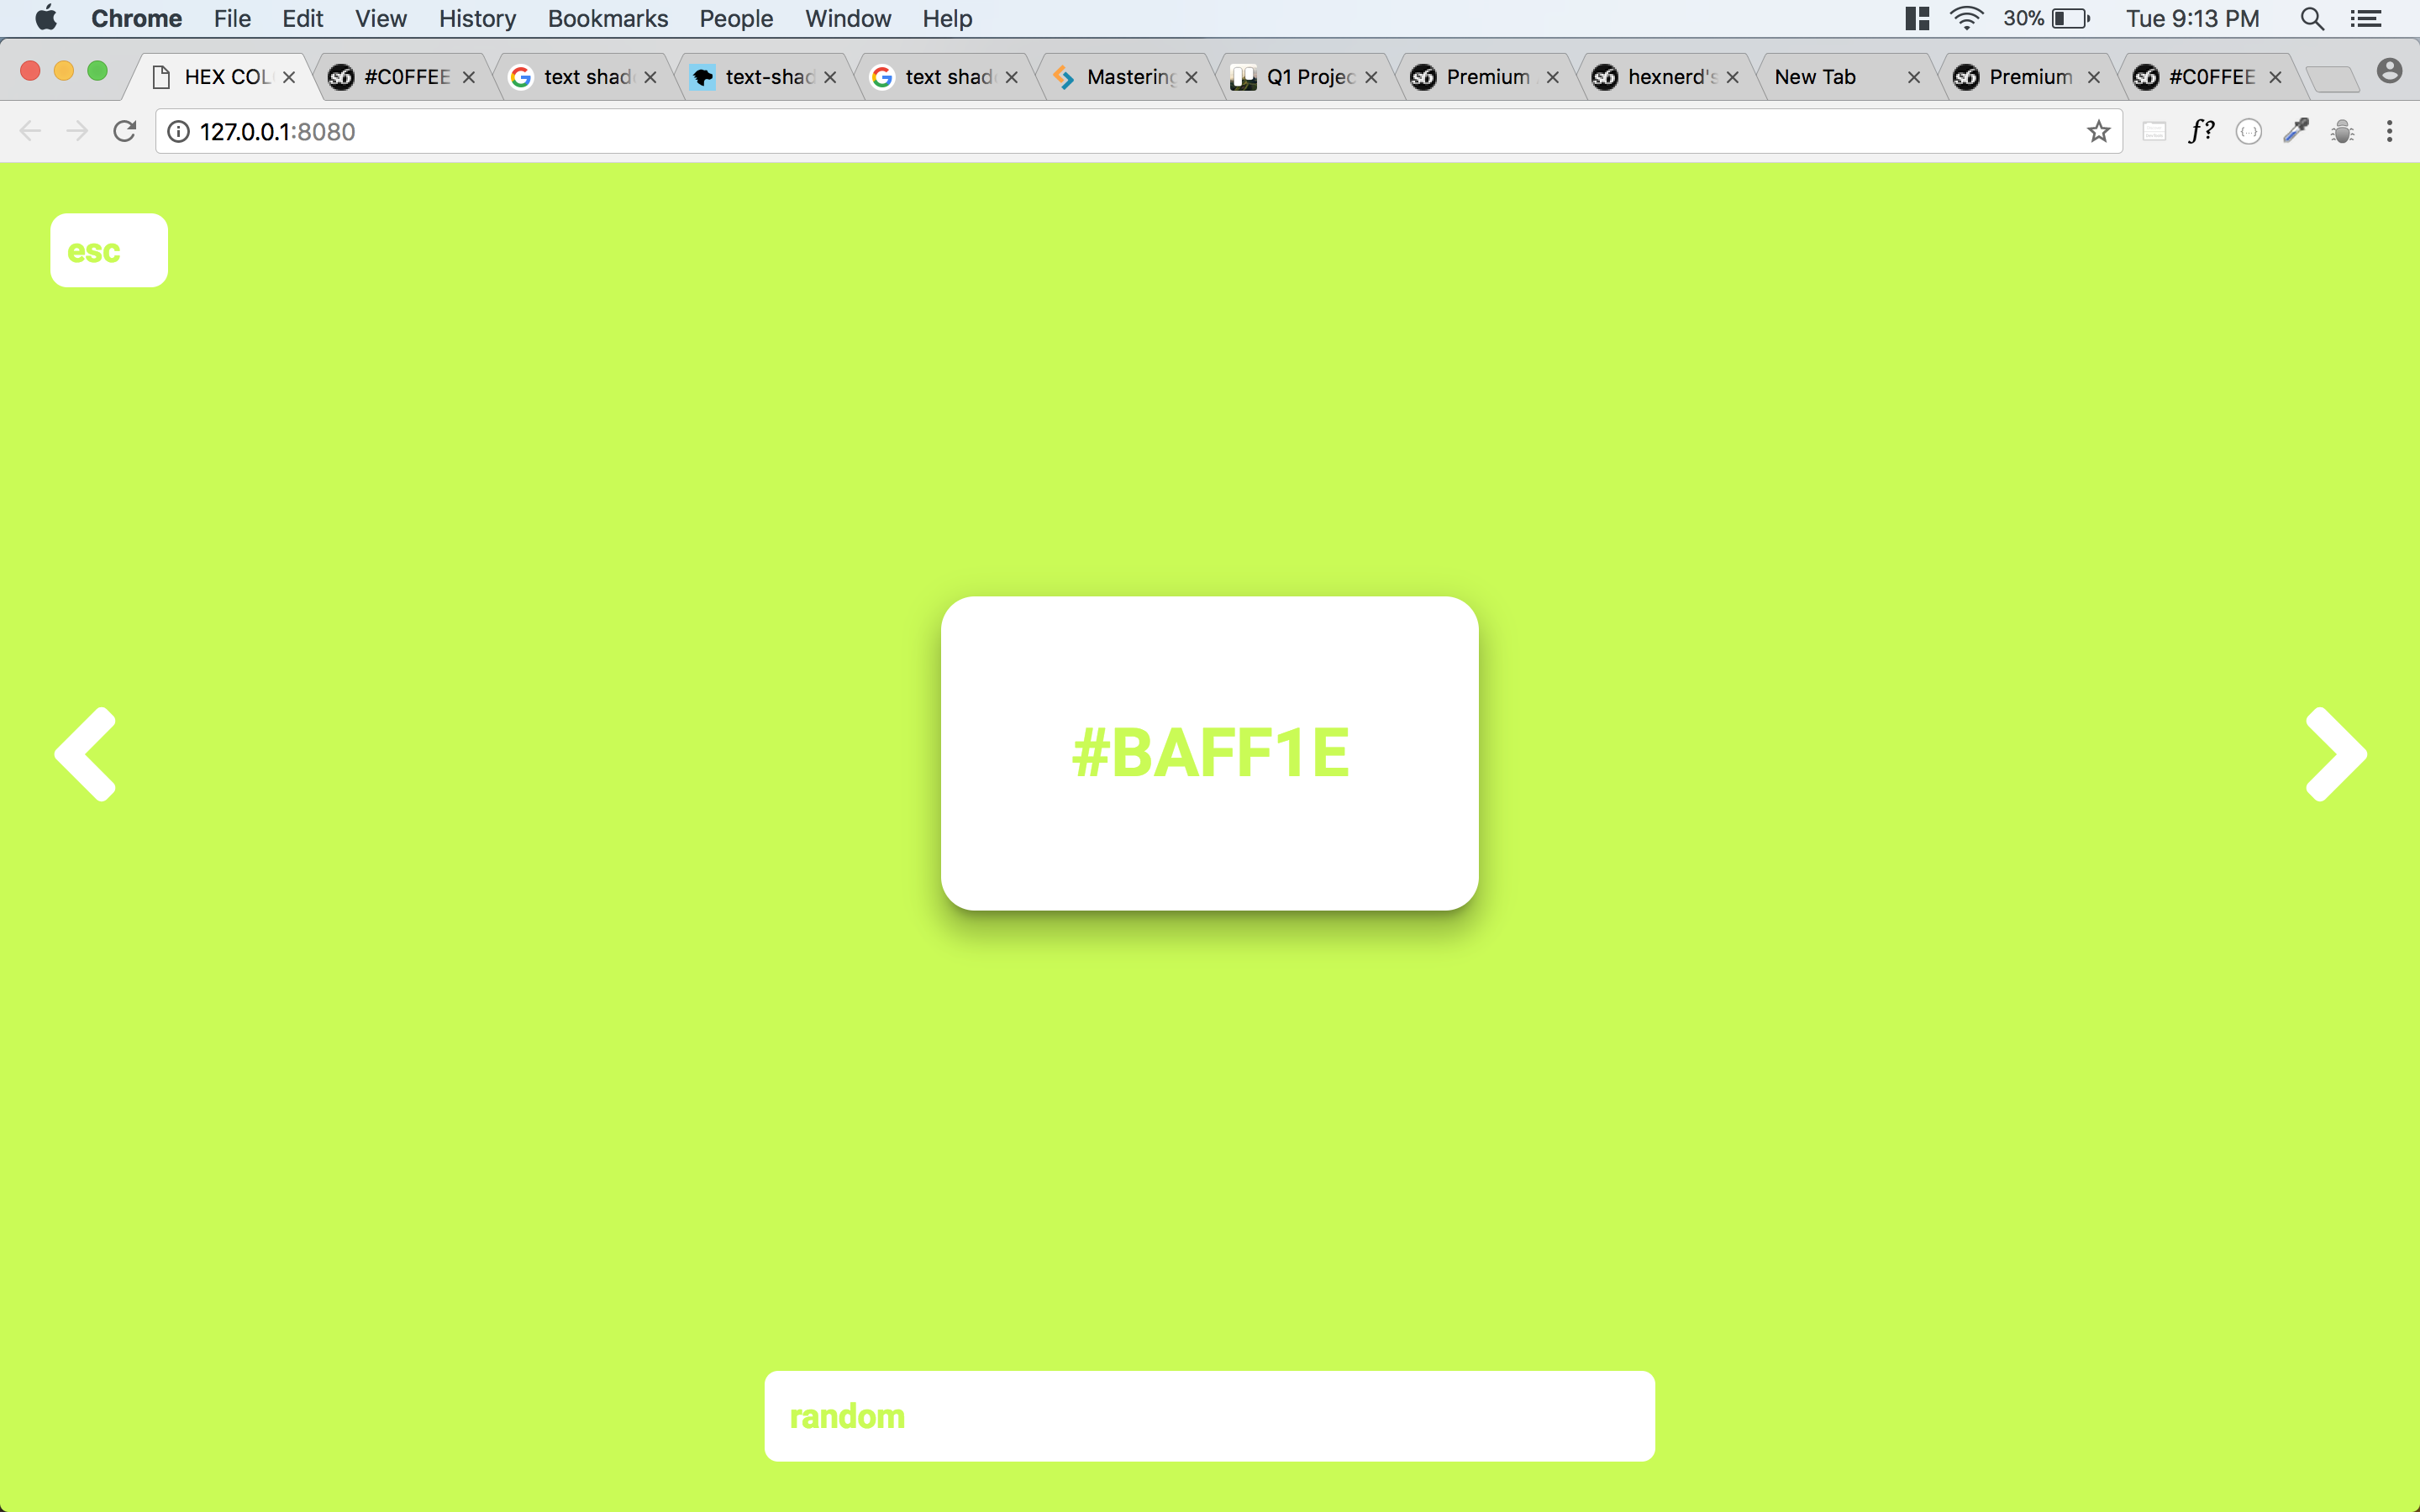 Chrome File Edit View History Bookmarks People Window Help 30% Tue 9:13 PM
HEX COL #C0FFEE text shad text-shad text shad Mastering Q1 Projec Premium hexnerd's New Tab Premium #C0FFEE
127.0.0.1:8080 f?
esc
#BAFF1E
random